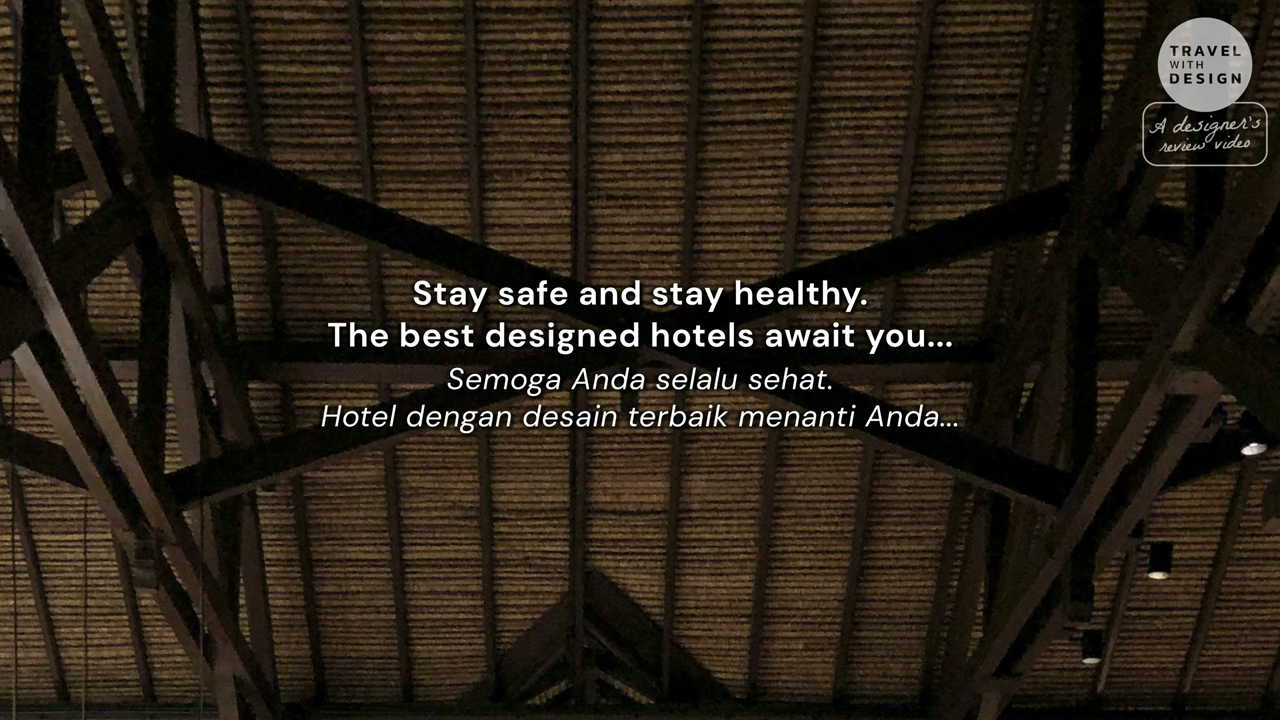 TRAVEL
WITH
DESIGN
A designer's
review video
Stay safe and stay healthy.
The best designed hotels await you...
Semoga Anda selalu sehat.
Hotel dengan desain terbaik menanti Anda...